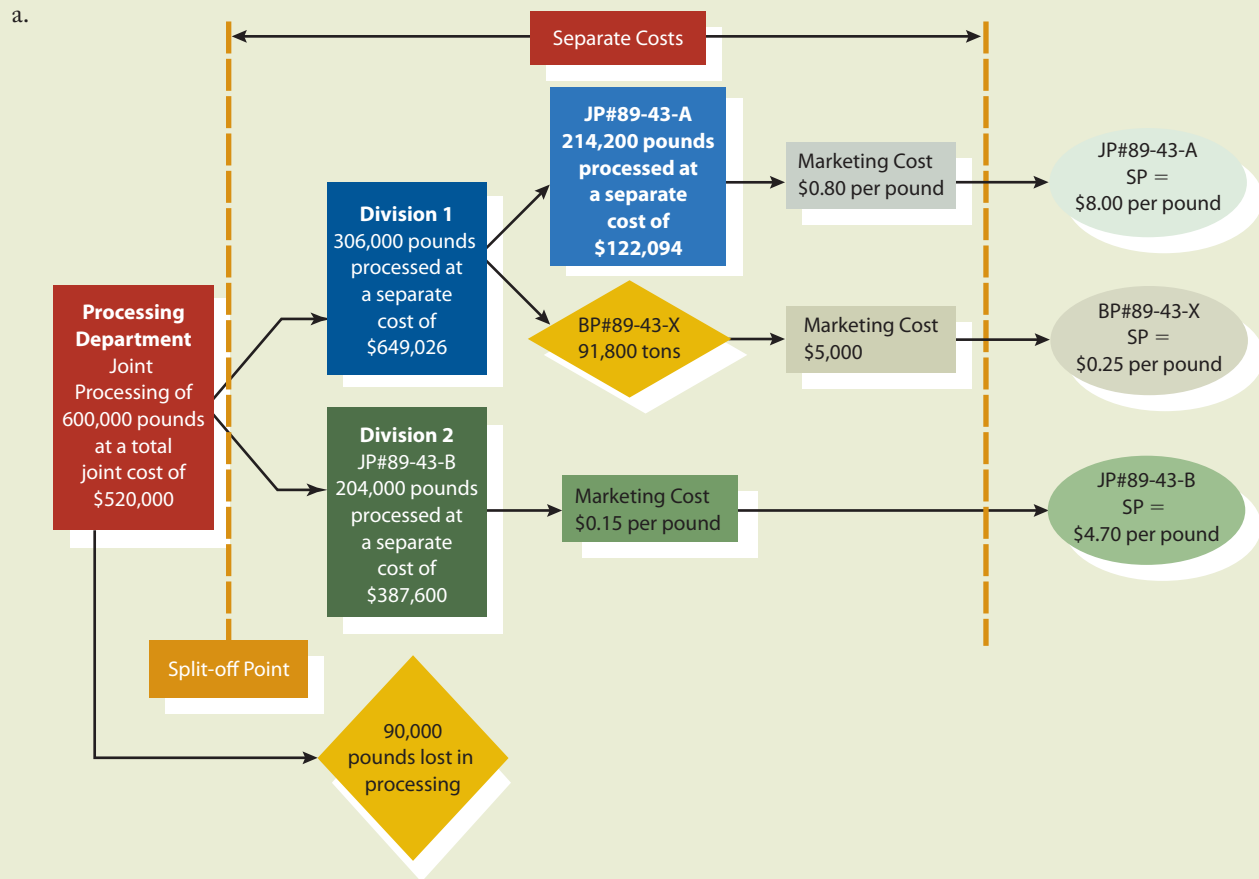 a.
Separate Costs
JP#89-43-A
214,200 pounds
processed at
a separate
cost of
$122,094
Marketing Cost
$0.80 per pound
JP#89-43-A
SP =
$8.00 per pound
Division 1
306,000 pounds
processed at
a separate
cost of
$649,026
BP#89-43-X
91,800 tons
Marketing Cost
$5,000
BP#89-43-X
SP =
$0.25 per pound
Processing
Department
Joint
Processing of
600,000 pounds
at a total
joint cost of
$520,000
Division 2
JP#89-43-B
204,000 pounds
processed at
a separate
cost of
$387,600
Marketing Cost
$0.15 per pound
JP#89-43-B
SP =
$4.70 per pound
Split-off Point
90,000
pounds lost in
processing